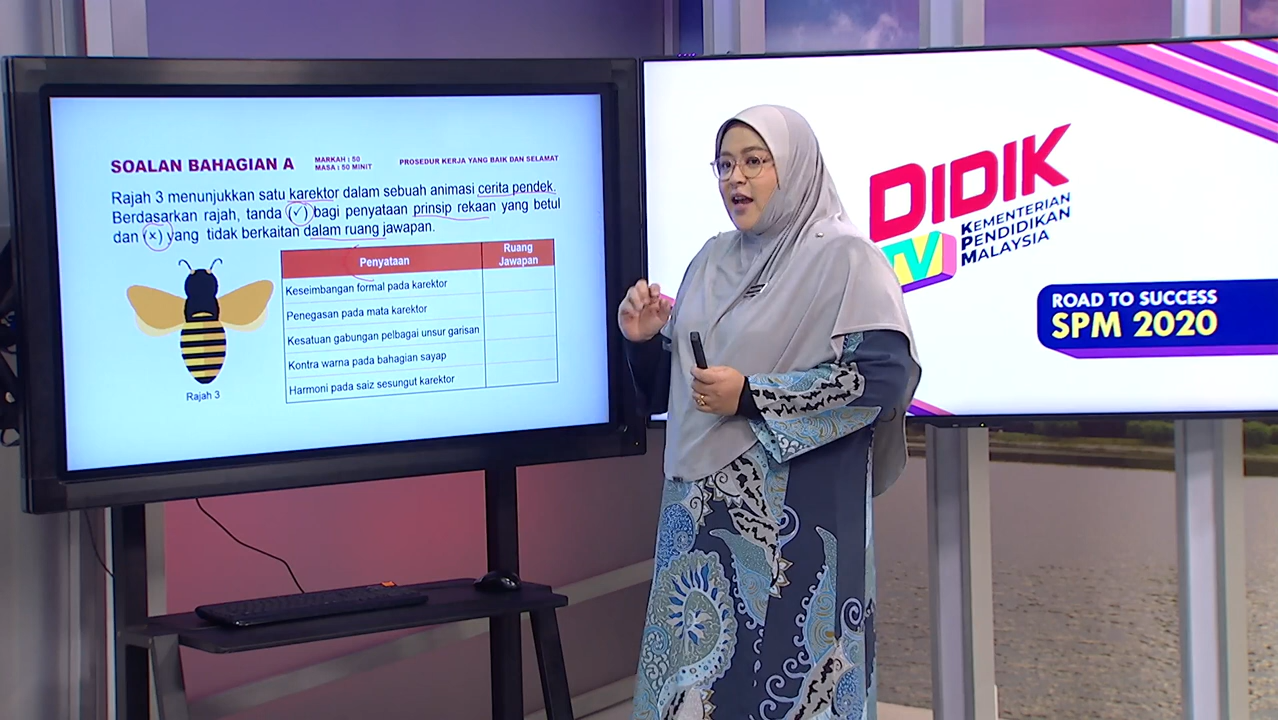 SOALAN BAHAGIAN A
MARKAH : 50
MASA : 50 MINIT
PROSEDUR KERJA YANG BAIK DAN SELAMAT
Rajah 3 menunjukkan satu karektor dalam sebuah animasi cerita pendek.
Berdasarkan rajah, tanda (✓) bagi penyataan prinsip rekaan yang betul
dan (×) yang tidak berkaitan dalam ruang jawapan.
Penyataan
Ruang
Jawapan
Keseimbangan formal pada karektor
Penegasan pada mata karektor
Kesatuan gabungan pelbagai unsur garisan
Kontra warna pada bahagian sayap
Harmoni pada saiz sesungut karektor
Rajah 3
DIDIK
TV
KEMENTERIAN
PENDIDIKAN
MALAYSIA
ROAD TO SUCCESS
SPM 2020